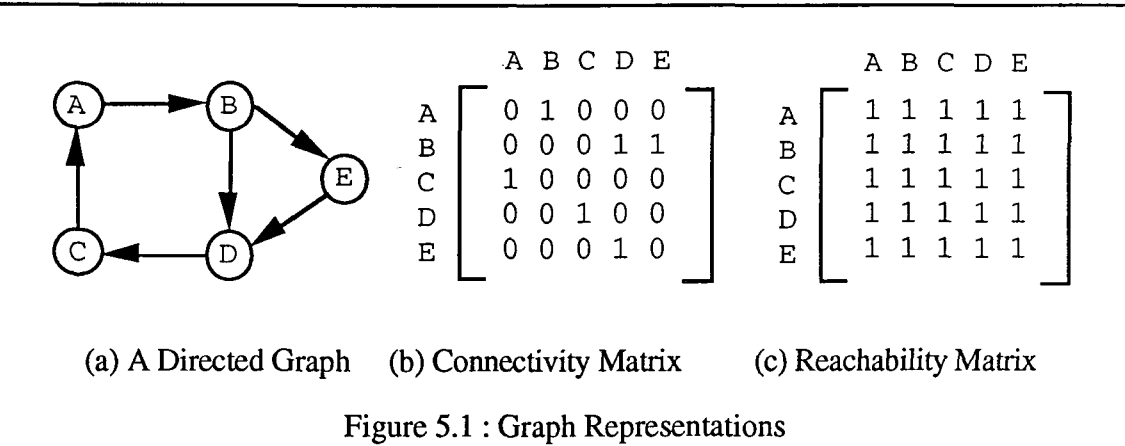 A B C D E
A B C D E
A
B
E
C
D
A 0 1 0 0 0
B 0 0 0 1 1
C 1 0 0 0 0
D 0 0 1 0 0
E 0 0 0 1 0
A 1 1 1 1 1
B 1 1 1 1 1
C 1 1 1 1 1
D 1 1 1 1 1
E 1 1 1 1 1
(a) A Directed Graph (b) Connectivity Matrix (c) Reachability Matrix
Figure 5.1 : Graph Representations